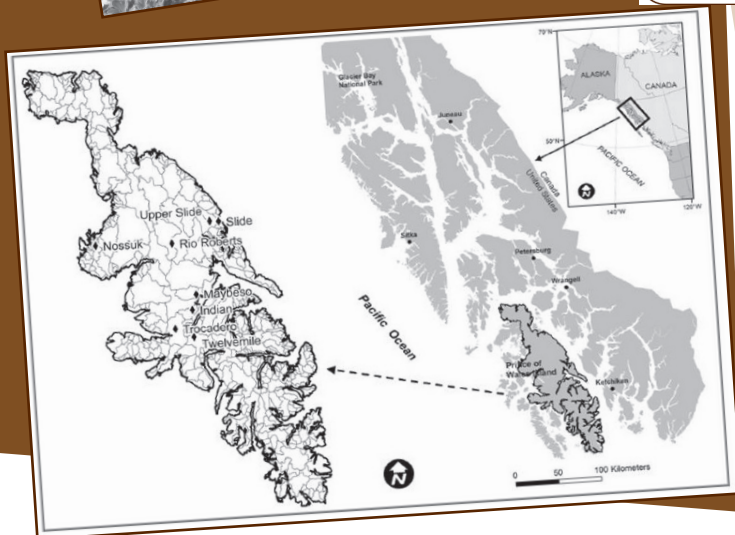 Upper Slide
Slide
Nossuk
Rio Roberts
Maybeso
Indian
Trocadero
Twelvemile
Glacier Bay
National Park
Juneau
Sitka
Petersburg
Wrangell
Ketchikan
Prince of
Wales Island
Pacific Ocean
Canada
United States
N
0 50 100 Kilometers
70°N
ALASKA
CANADA
50°N
PACIFIC OCEAN
N
140°W
120°W